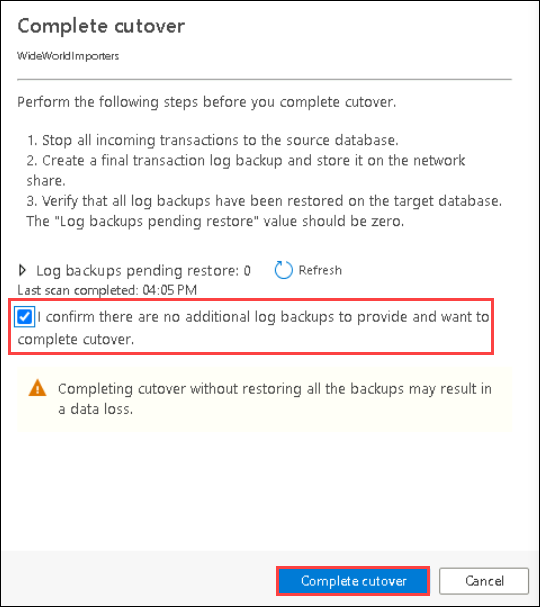 Complete cutover
WideWorldImporters
Perform the following steps before you complete cutover.
1. Stop all incoming transactions to the source database.
2. Create a final transaction log backup and store it on the network
share.
3. Verify that all log backups have been restored on the target database.
The "Log backups pending restore" value should be zero.
Log backups pending restore: 0 Refresh
Last scan completed: 04:05 PM
I confirm there are no additional log backups to provide and want to
complete cutover.
Completing cutover without restoring all the backups may result in
a data loss.
Complete cutover Cancel